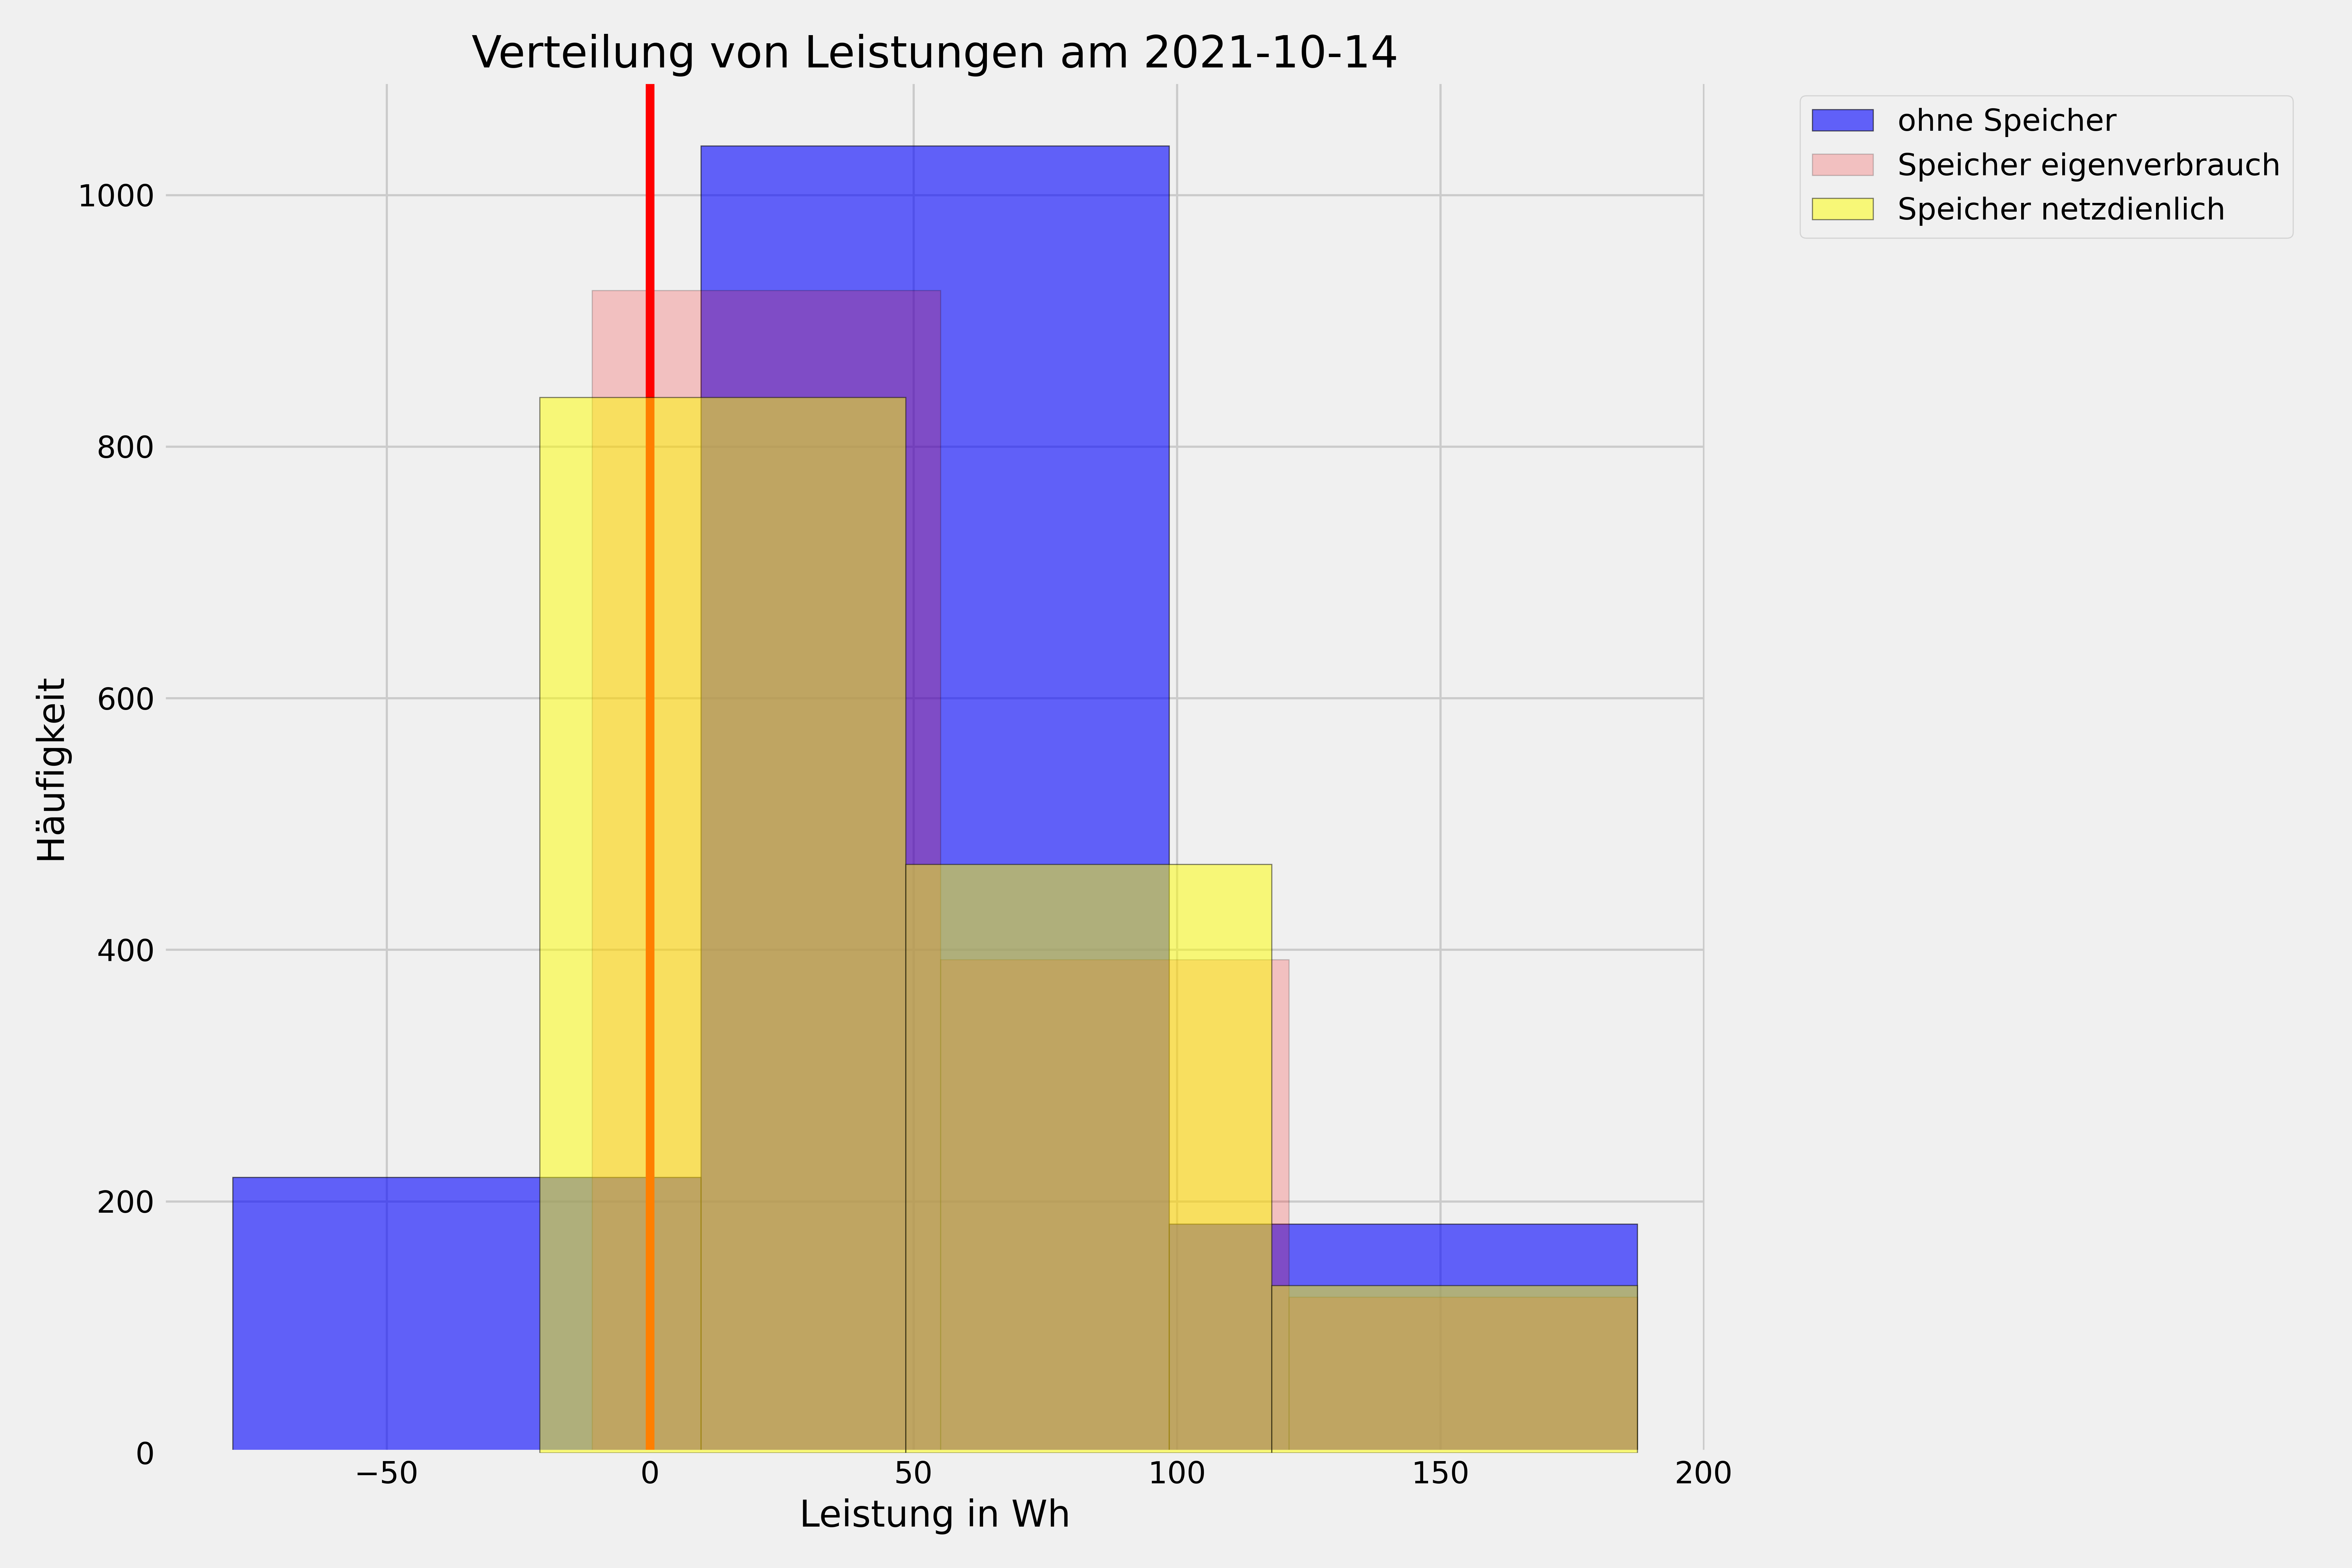 Verteilung von Leistungen am 2021-10-14
ohne Speicher
Speicher eigenverbrauch
Speicher netzdienlich
Häufigkeit
1000
800
600
400
200
0
−50 0 50 100 150 200
Leistung in Wh